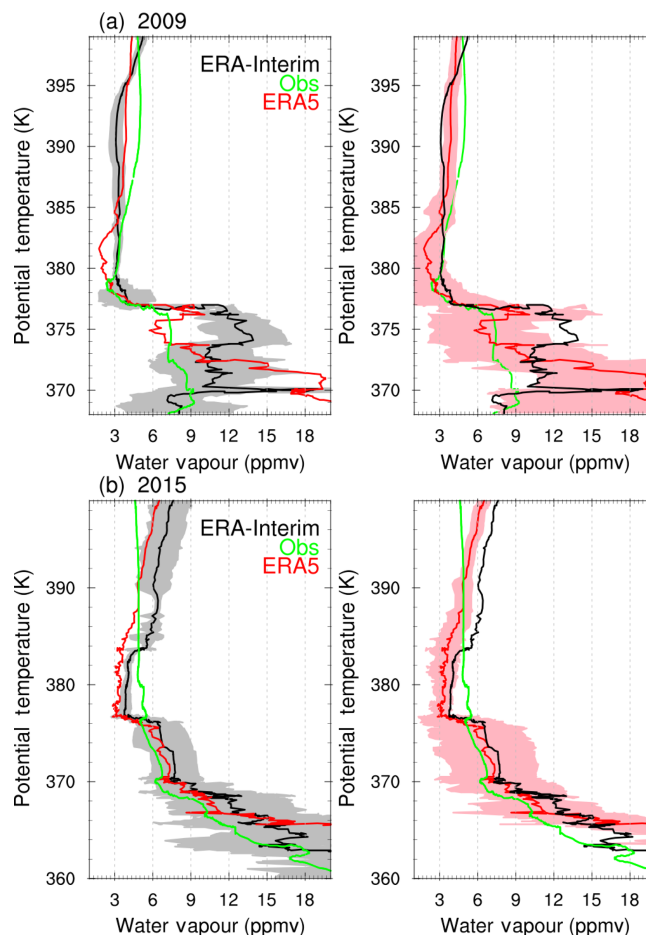 (a) 2009
ERA-Interim
Obs
ERA5
Potential temperature (K)
395
390
385
380
375
370
3 6 9 12 15 18
Water vapour (ppmv)
Potential temperature (K)
395
390
385
380
375
370
3 6 9 12 15 18
Water vapour (ppmv)
(b) 2015
ERA-Interim
Obs
ERA5
Potential temperature (K)
390
380
370
360
3 6 9 12 15 18
Water vapour (ppmv)
Potential temperature (K)
390
380
370
360
3 6 9 12 15 18
Water vapour (ppmv)